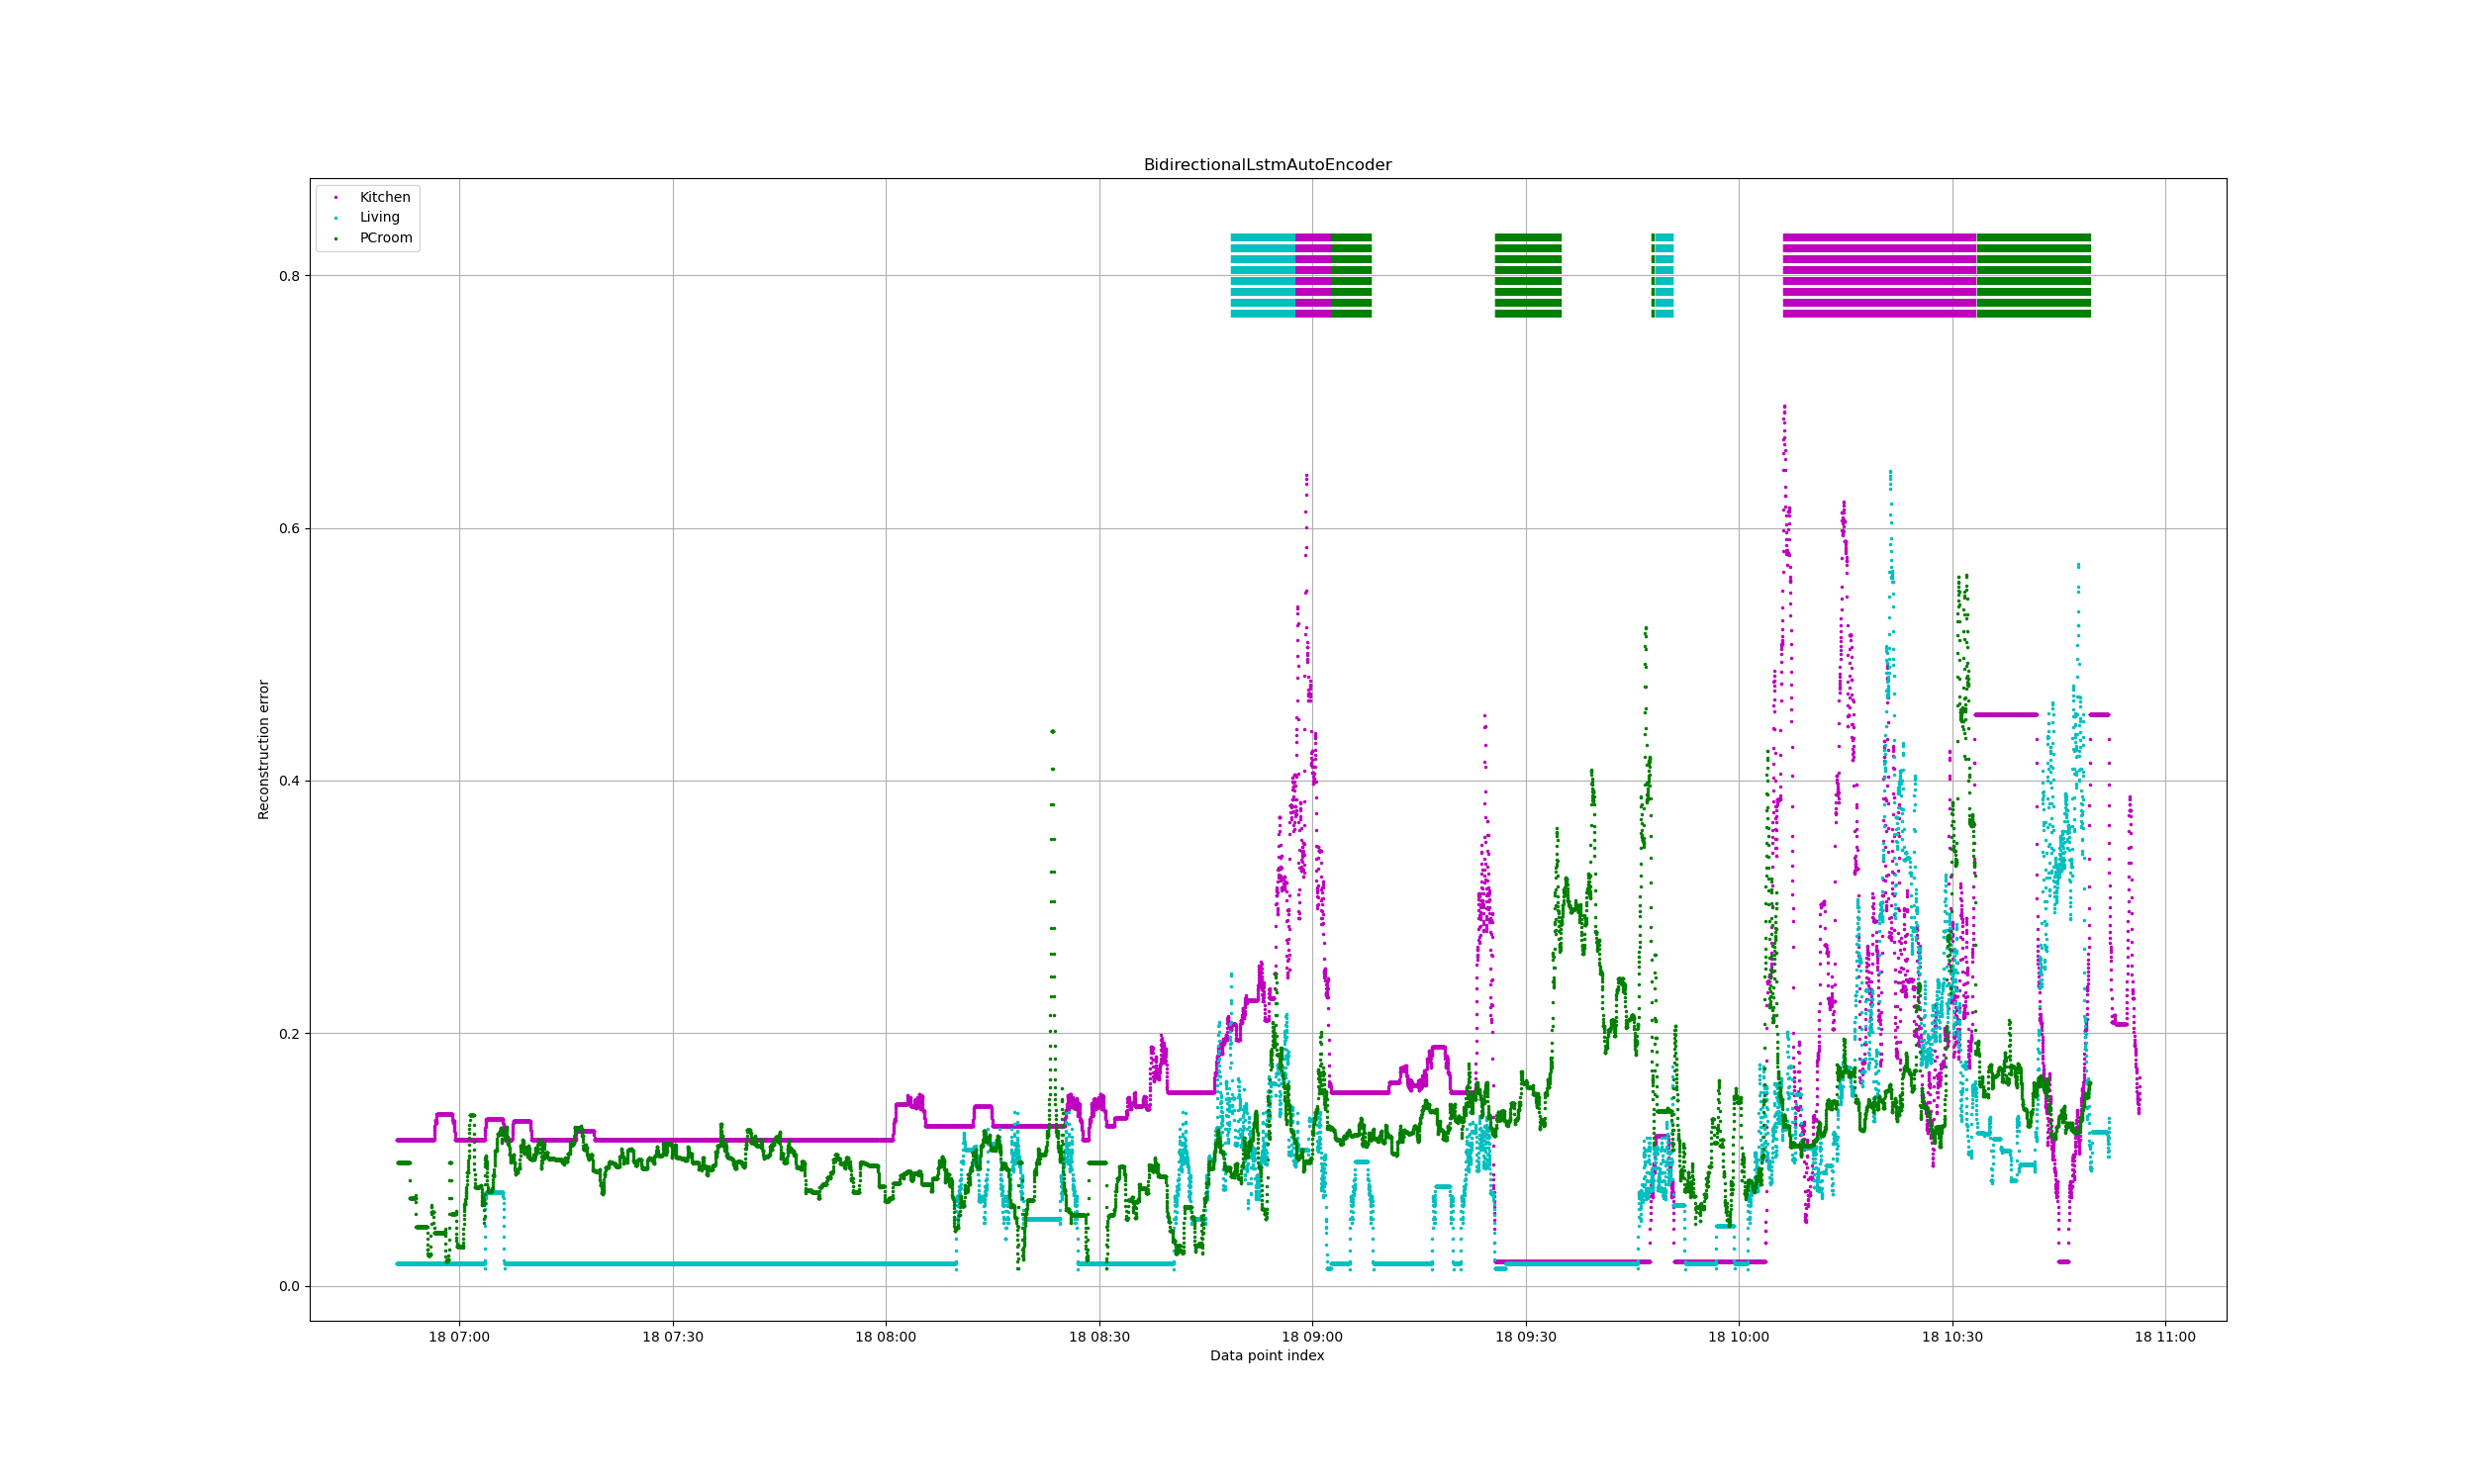 BidirectionalLstmAutoEncoder
Kitchen
Living
PCroom
Reconstruction error
0.8
0.6
0.4
0.2
0.0
18 07:00
18 07:30
18 08:00
18 08:30
18 09:00
18 09:30
18 10:00
18 10:30
18 11:00
Data point index